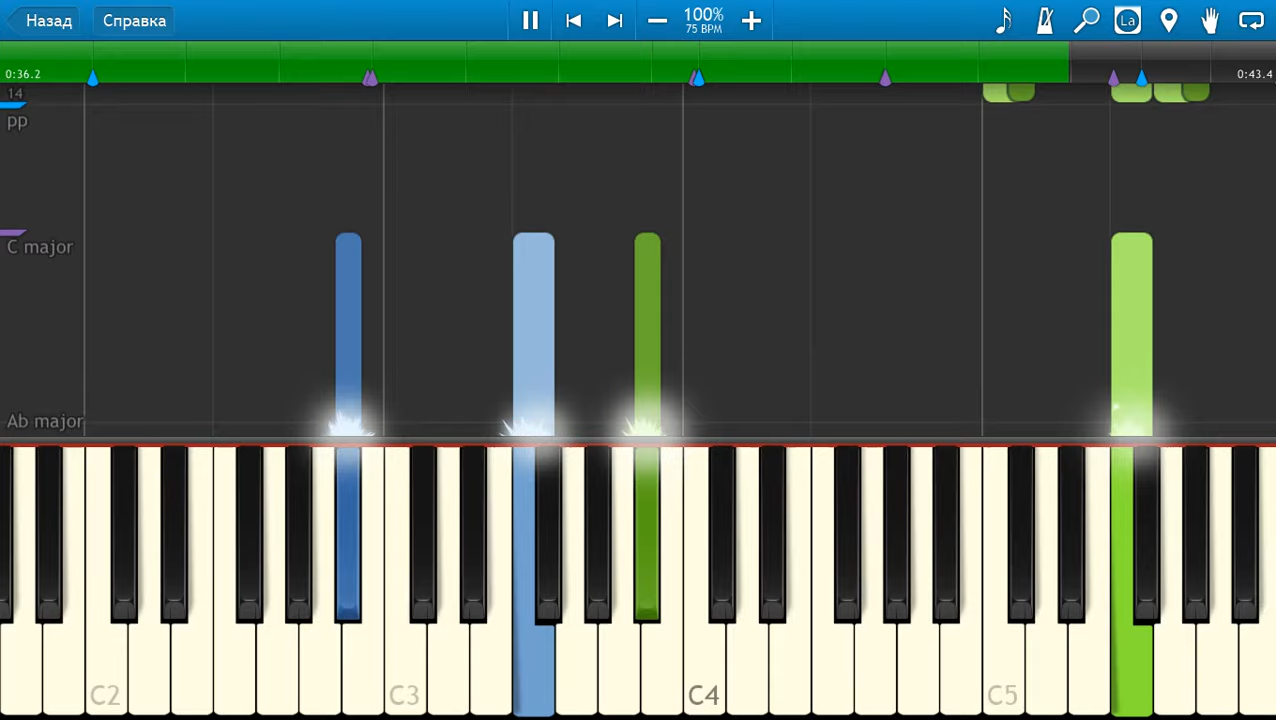 Назад
Справка
100%
75 BPM
La
0:36.2
0:43.4
14
pp
C major
Ab major
C2
C3
C4
C5